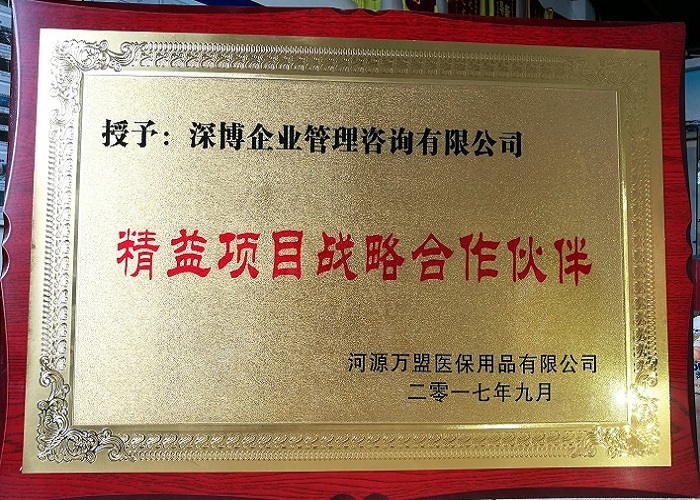 授予：深博企业管理咨询有限公司
精益项目战略合作伙伴
河源万盟医保用品有限公司
二零一七年九月